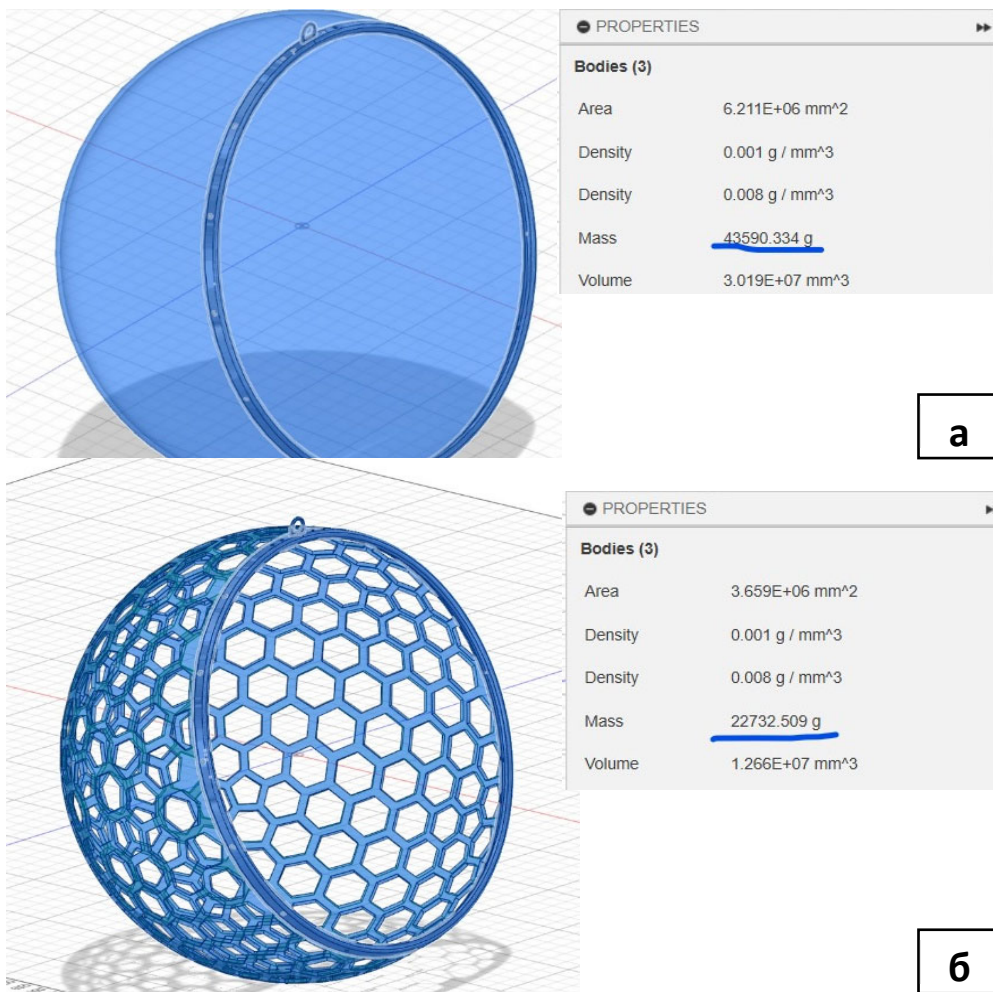 PROPERTIES
Bodies (3)
Area 6.211E+06 mm^2
Density 0.001 g / mm^3
Density 0.008 g / mm^3
Mass 43590.334 g
Volume 3.019E+07 mm^3
а
PROPERTIES
Bodies (3)
Area 3.659E+06 mm^2
Density 0.001 g / mm^3
Density 0.008 g / mm^3
Mass 22732.509 g
Volume 1.266E+07 mm^3
б